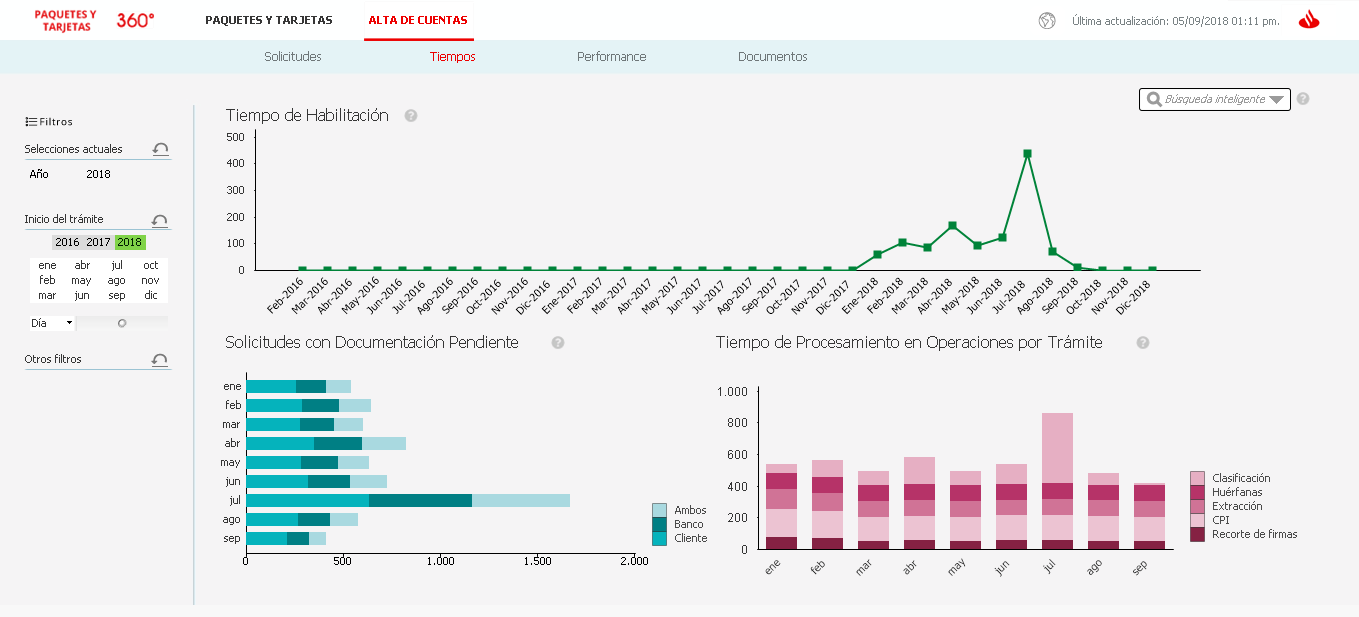 PAQUETES Y
TARJETAS
360°
PAQUETES Y TARJETAS
ALTA DE CUENTAS
Última actualización: 05/09/2018 01:11 pm.
Solicitudes
Tiempos
Performance
Documentos
Búsqueda inteligente
?
Filtros
Selecciones actuales
Año 2018
Inicio del trámite
2016 2017 2018
ene abr jul oct
feb may ago nov
mar jun sep dic
Día
Otros filtros
Tiempo de Habilitación ?
500
400
300
200
100
0
Feb-2016
Mar-2016
Abr-2016
May-2016
Jun-2016
Jul-2016
Ago-2016
Sep-2016
Oct-2016
Nov-2016
Dic-2016
Ene-2017
Feb-2017
Mar-2017
Abr-2017
May-2017
Jun-2017
Jul-2017
Ago-2017
Sep-2017
Oct-2017
Nov-2017
Dic-2017
Ene-2018
Feb-2018
Mar-2018
Abr-2018
May-2018
Jun-2018
Jul-2018
Ago-2018
Sep-2018
Oct-2018
Nov-2018
Dic-2018
Solicitudes con Documentación Pendiente ?
ene
feb
mar
abr
may
jun
jul
ago
sep
0 500 1.000 1.500 2.000
Ambos
Banco
Cliente
Tiempo de Procesamiento en Operaciones por Trámite ?
1.000
800
600
400
200
0
ene
feb
mar
abr
may
jun
jul
ago
sep
Clasificación
Huérfanas
Extracción
CPI
Recorte de firmas